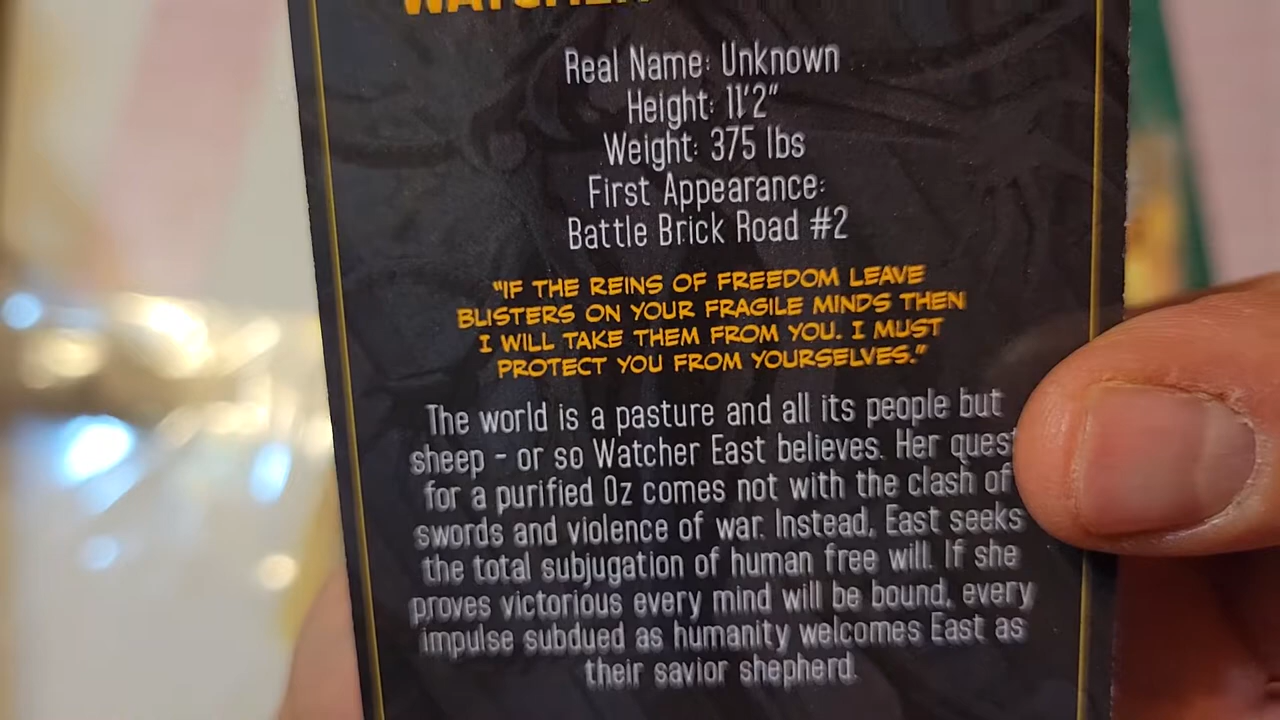 WATCHER
Real Name: Unknown
Height: 11'2"
Weight: 375 lbs
First Appearance:
Battle Brick Road #2
"IF THE REINS OF FREEDOM LEAVE
BLISTERS ON YOUR FRAGILE MINDS THEN
I WILL TAKE THEM FROM YOU. I MUST
PROTECT YOU FROM YOURSELVES."
The world is a pasture and all its people but
sheep - or so Watcher East believes. Her quest
for a purified Oz comes not with the clash of
swords and violence of war. Instead, East seeks
the total subjugation of human free will. If she
proves victorious every mind will be bound, every
impulse subdued as humanity welcomes East as
their savior shepherd.